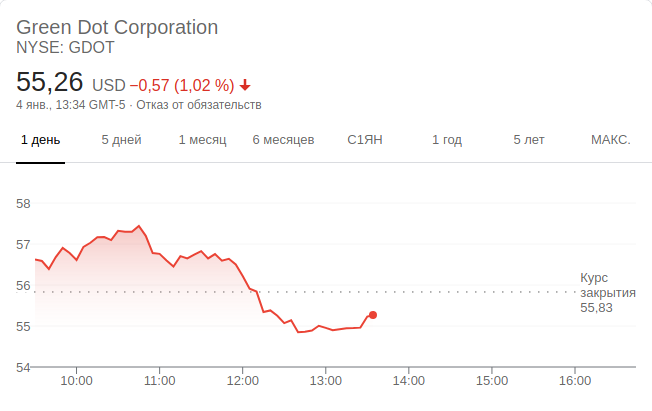 Green Dot Corporation
NYSE: GDOT
55,26 USD −0,57 (1,02 %)
4 янв., 13:34 GMT-5 · Отказ от обязательств
1 день 5 дней 1 месяц 6 месяцев С1ЯН 1 год 5 лет МАКС.
58
57
56
55
54
Курс
закрытия
55,83
10:00 11:00 12:00 13:00 14:00 15:00 16:00